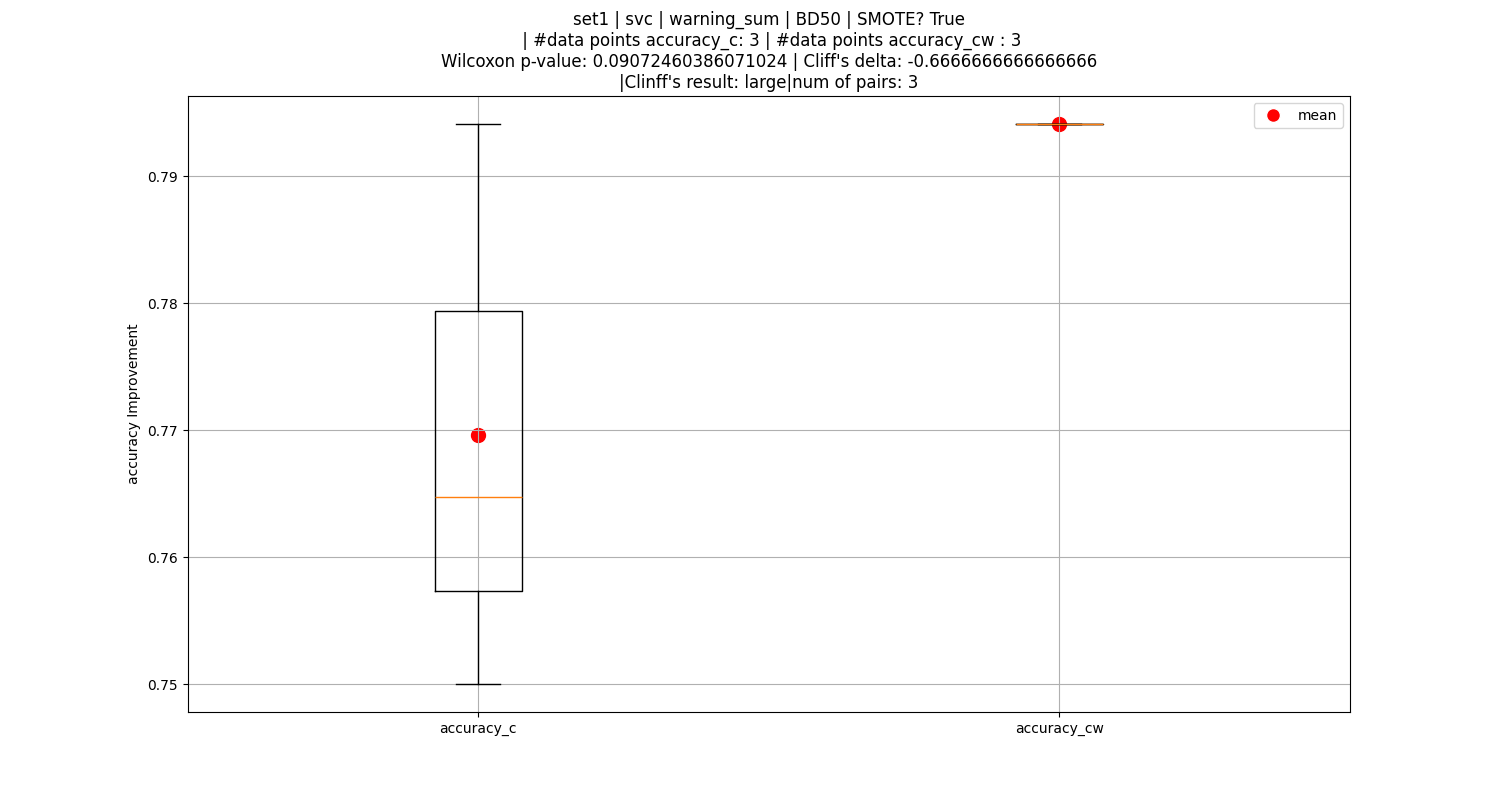 set1 | svc | warning_sum | BD50 | SMOTE? True
| #data points accuracy_c: 3 | #data points accuracy_cw : 3
Wilcoxon p-value: 0.09072460386071024 | Cliff's delta: -0.6666666666666666
|Clinff's result: large|num of pairs: 3
mean
0.79
0.78
0.77
0.76
0.75
accuracy Improvement
accuracy_c
accuracy_cw